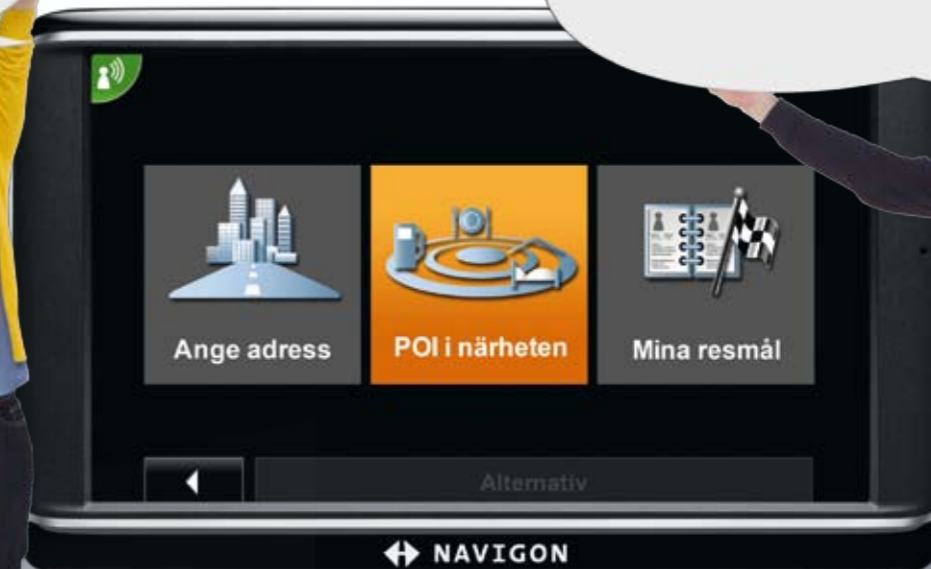 Ange adress
POI i närheten
Mina resmål
Alternativ
NAVIGON